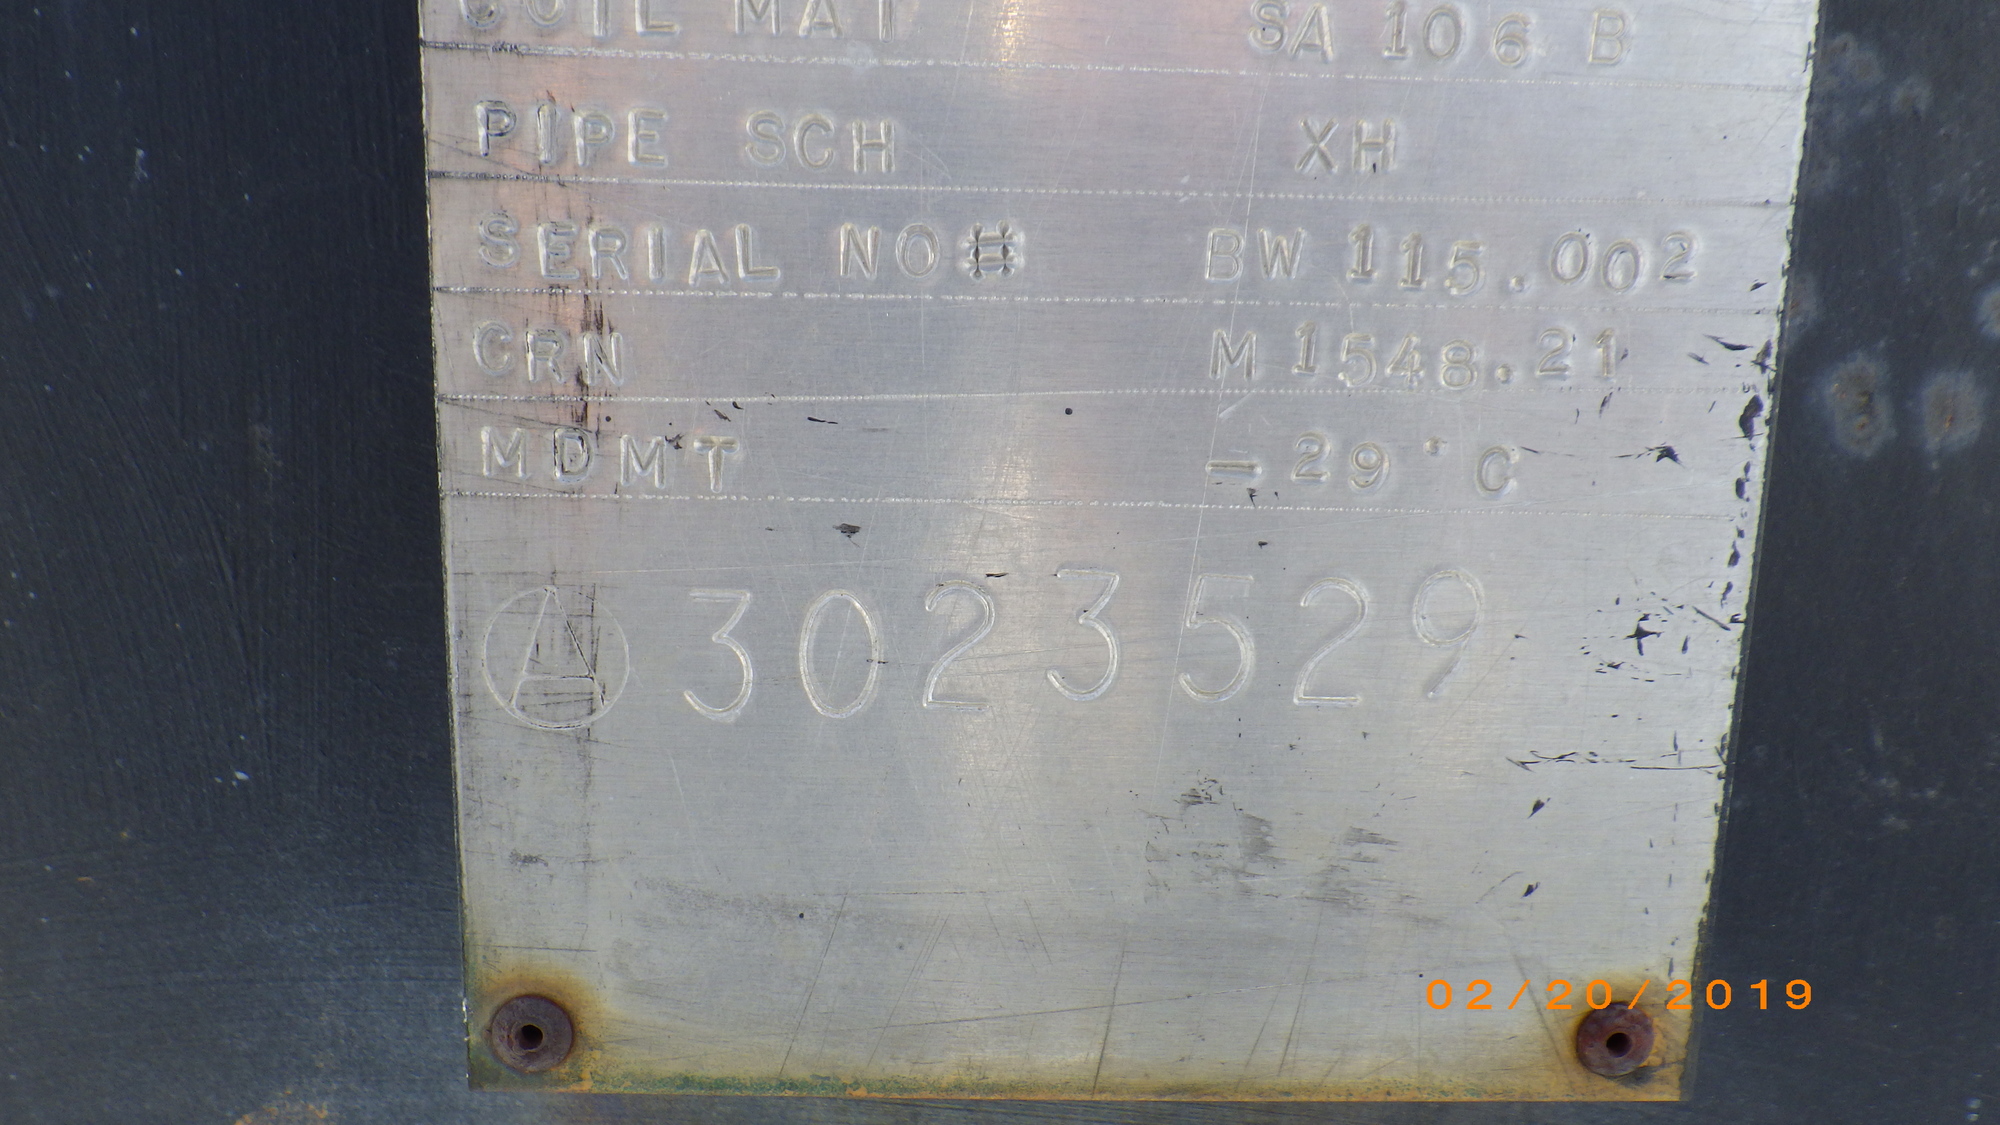 COIL MAT SA 106 B
PIPE SCH XH
SERIAL NO# BW 115.002
CRN M1548.21
MDMT -29°C
Ⓐ 3023529
02/20/2019